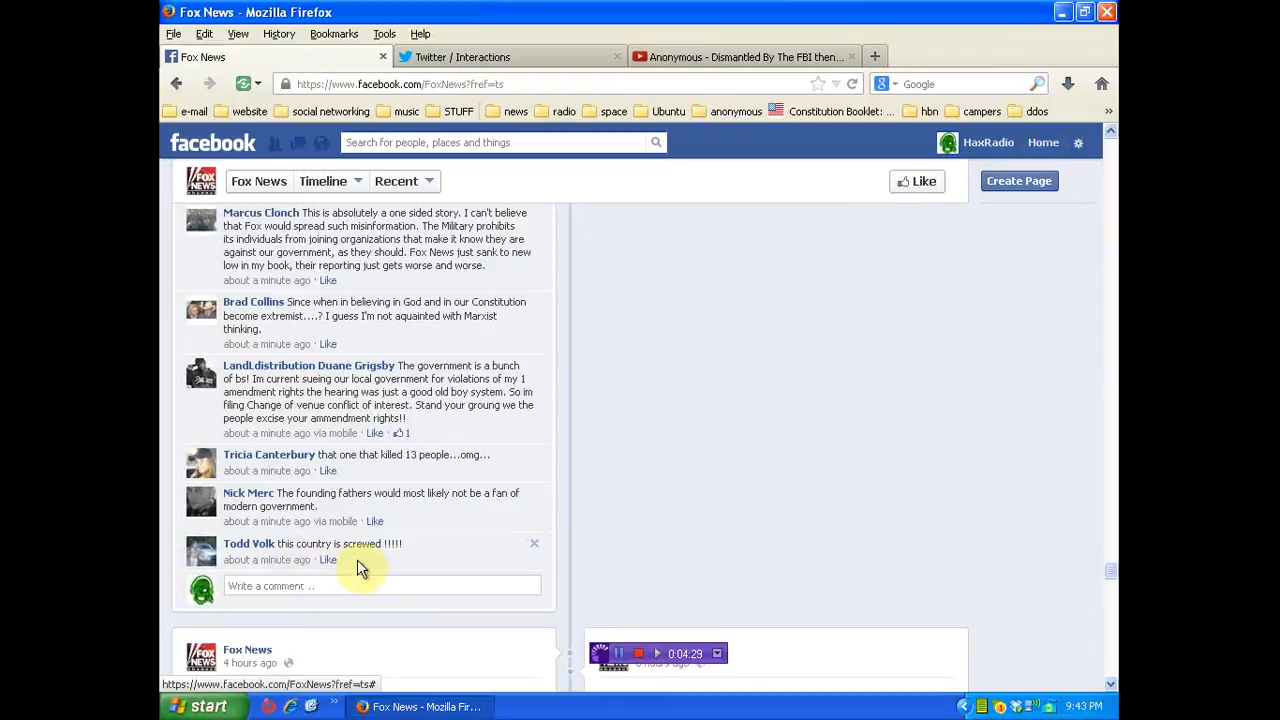 Fox News - Mozilla Firefox
File Edit View History Bookmarks Tools Help
Fox News Twitter / Interactions Anonymous - Dismantled By The FBI then...
https://www.facebook.com/FoxNews?fref=ts Google
e-mail website social networking music STUFF news radio space Ubuntu anonymous Constitution Booklet: ... hbn campers ddos
facebook Search for people, places and things HaxRadio Home
FOX NEWS Fox News Timeline Recent Like Create Page
Marcus Clonch This is absolutely a one sided story. I can't believe
that Fox would spread such misinformation. The Military prohibits
its individuals from joining organizations that make it know they are
against our government, as they should. Fox News just sank to new
low in my book, their reporting just gets worse and worse.
about a minute ago · Like
Brad Collins Since when in believing in God and in our Constitution
become extremist....? I guess I'm not aquainted with Marxist
thinking.
about a minute ago · Like
LandLdistribution Duane Grigsby The government is a bunch
of bs! Im current sueing our local government for violations of my 1
amendment rights the hearing was just a good old boy system. So im
filing Change of venue conflict of interest. Stand your groung we the
people excise your ammendment rights!!
about a minute ago via mobile · Like · 1
Tricia Canterbury that one that killed 13 people...omg...
about a minute ago · Like
Nick Merc The founding fathers would most likely not be a fan of
modern government.
about a minute ago via mobile · Like
Todd Volk this country is screwed !!!!!
about a minute ago · Like
Write a comment ...
FOX NEWS Fox News
4 hours ago
0:04:29
hours ago
https://www.facebook.com/FoxNews?fref=ts#
start Fox News - Mozilla Fir... 9:43 PM